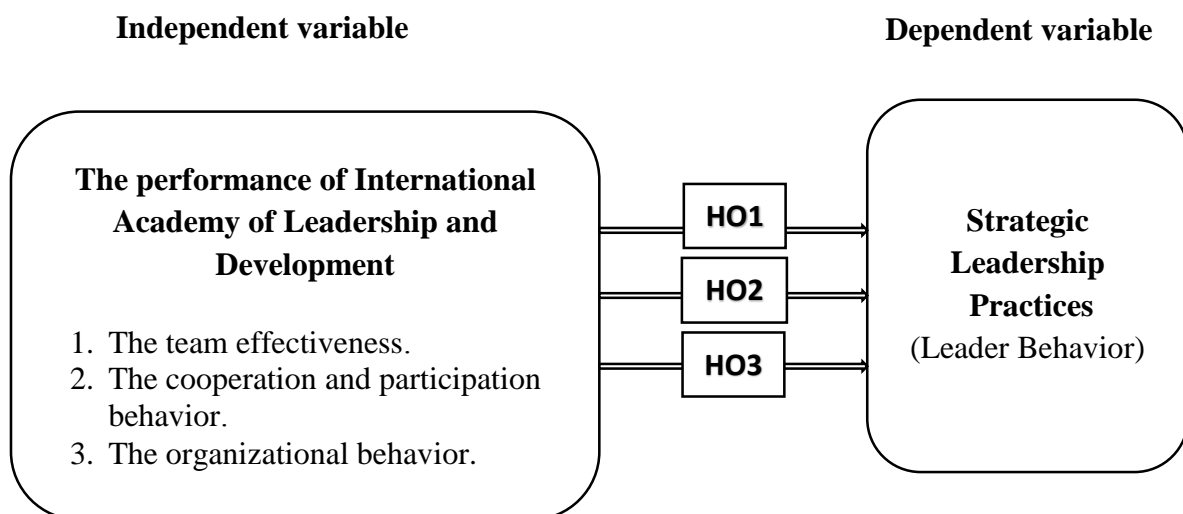 Independent variable
Dependent variable
The performance of International
Academy of Leadership and
Development
1. The team effectiveness.
2. The cooperation and participation
behavior.
3. The organizational behavior.
HO1
HO2
HO3
Strategic
Leadership
Practices
(Leader Behavior)